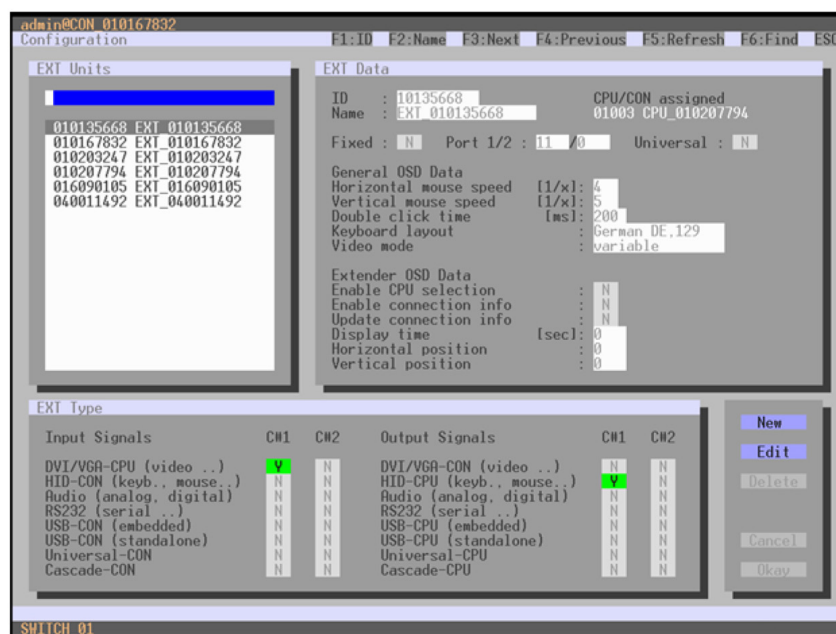 admin@CON_010167832
Configuration F1:ID F2:Name F3:Next F4:Previous F5:Refresh F6:Find ESC
EXT Units
010135668 EXT_010135668
010167832 EXT_010167832
010203247 EXT_010203247
010207794 EXT_010207794
016090105 EXT_016090105
040011492 EXT_040011492
EXT Data
ID : 10135668 CPU/CON assigned
Name : EXT_010135668 01003 CPU_010207794
Fixed : N Port 1/2 : 11 /0 Universal : N
General OSD Data
Horizontal mouse speed [1/x]: 4
Vertical mouse speed [1/x]: 5
Double click time [ms]: 200
Keyboard layout : German DE,129
Video mode : variable
Extender OSD Data
Enable CPU selection : N
Enable connection info : N
Update connection info : N
Display time [sec]: 0
Horizontal position : 0
Vertical position : 0
EXT Type
Input Signals C#1 C#2 Output Signals C#1 C#2
DVI/VGA-CPU (video ..) Y N DVI/VGA-CON (video ..) N N
HID-CON (keyb., mouse..) N N HID-CPU (keyb., mouse..) Y N
Audio (analog, digital) N N Audio (analog, digital) N N
RS232 (serial ..) N N RS232 (serial ..) N N
USB-CON (embedded) N N USB-CPU (embedded) N N
USB-CON (standalone) N N USB-CPU (standalone) N N
Universal-CON N N Universal-CPU N N
Cascade-CON N N Cascade-CPU N N
New
Edit
Delete
Cancel
Okay
SWITCH_01